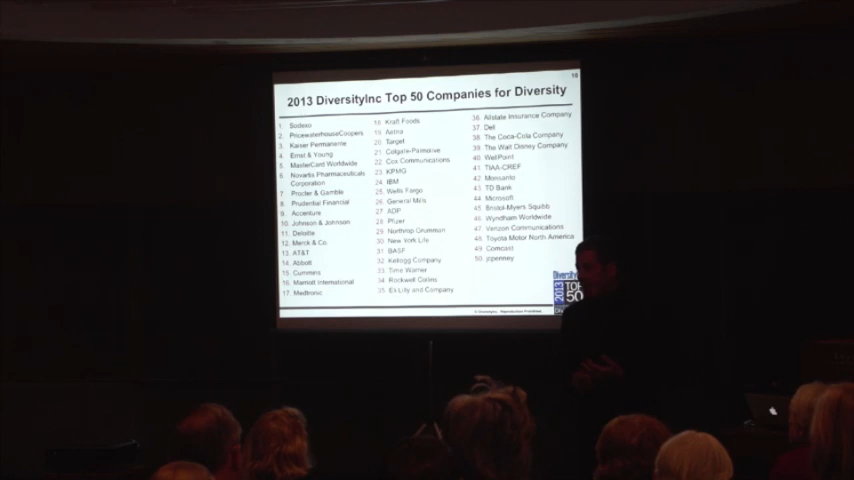 10
2013 DiversityInc Top 50 Companies for Diversity
1. Sodexo
2. PricewaterhouseCoopers
3. Kaiser Permanente
4. Ernst & Young
5. MasterCard Worldwide
6. Novartis Pharmaceuticals
Corporation
7. Procter & Gamble
8. Prudential Financial
9. Accenture
10. Johnson & Johnson
11. Deloitte
12. Merck & Co
13. AT&T
14. Abbott
15. Cummins
16. Marriott International
17. Medtronic
18. Kraft Foods
19. Aetna
20. Target
21. Colgate-Palmolive
22. Cox Communications
23. KPMG
24. IBM
25. Wells Fargo
26. General Mills
27. ADP
28. Pfizer
29. Northrop Grumman
30. New York Life
31. BASF
32. Kellogg Company
33. Time Warner
34. Rockwell Collins
35. Eli Lilly and Company
36. Allstate Insurance Company
37. Dell
38. The Coca-Cola Company
39. The Walt Disney Company
40. WellPoint
41. TIAA-CREF
42. Monsanto
43. TD Bank
44. Microsoft
45. Bristol-Myers Squibb
46. Wyndham Worldwide
47. Verizon Communications
48. Toyota Motor North America
49. Comcast
50. jcpenney
2013
TOP
50